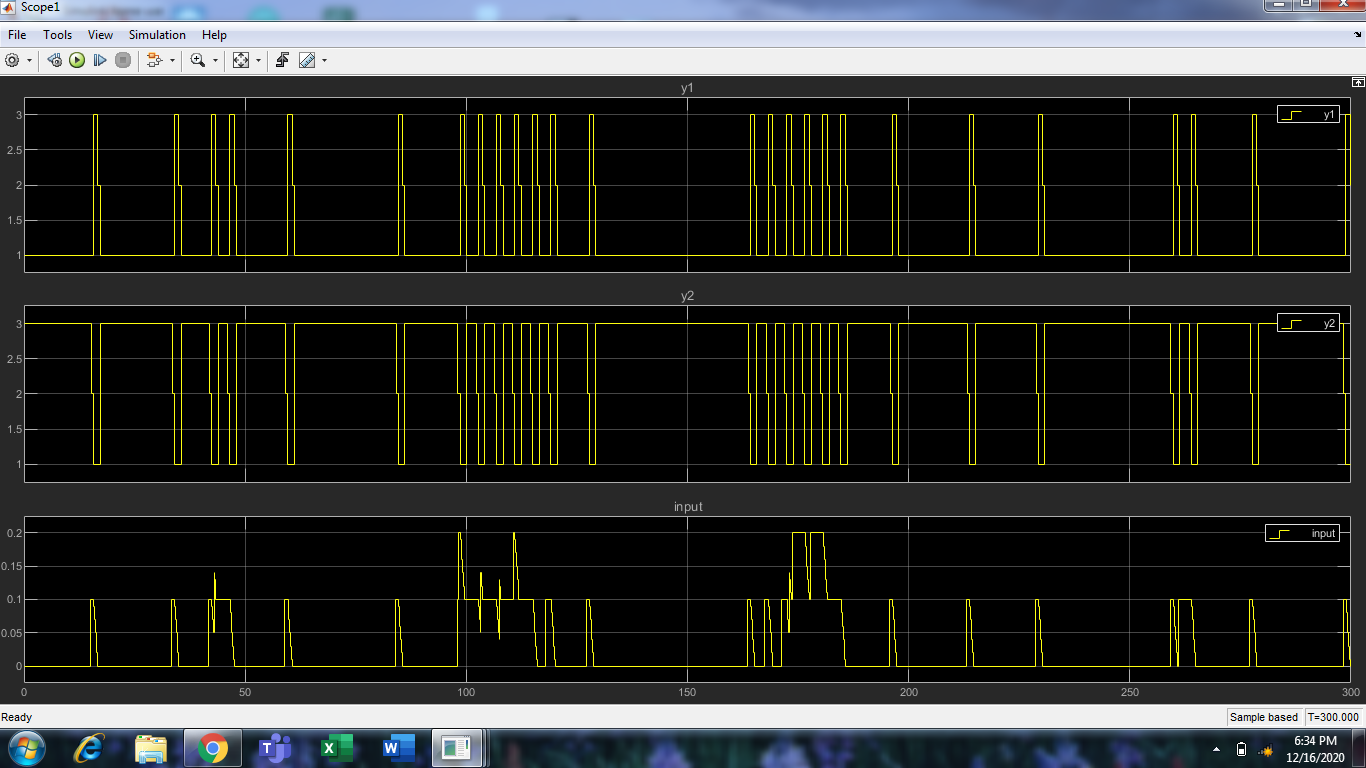 Scope1
File Tools View Simulation Help
y1
3
2.5
2
1.5
1
y1
y2
3
2.5
2
1.5
1
y2
input
0.2
0.15
0.1
0.05
0
input
0 50 100 150 200 250 300
Ready
Sample based T=300.000
6:34 PM
12/16/2020